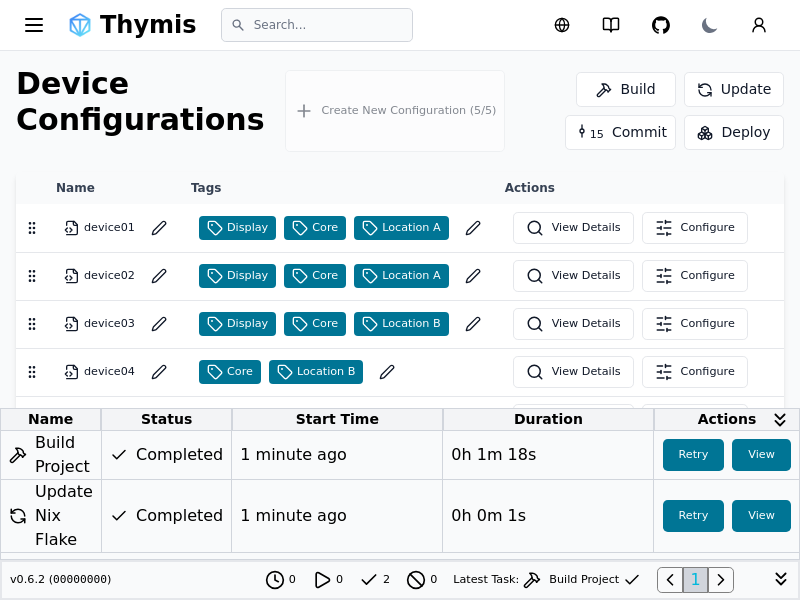 Thymis
Search...
Device
Configurations
Create New Configuration (5/5)
Build
Update
15 Commit
Deploy
Name Tags Actions
device01 Display Core Location A View Details Configure
device02 Display Core Location A View Details Configure
device03 Display Core Location B View Details Configure
device04 Core Location B View Details Configure
Name Status Start Time Duration Actions
Build
Project
Completed 1 minute ago 0h 1m 18s Retry View
Update
Nix
Flake
Completed 1 minute ago 0h 0m 1s Retry View
v0.6.2 (00000000) 0 0 2 0 Latest Task: Build Project 1